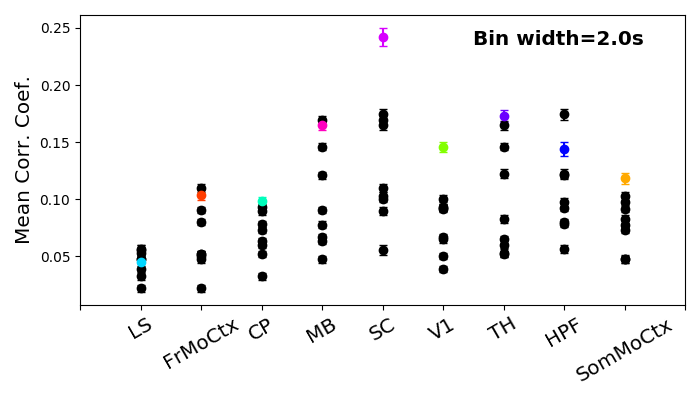 Bin width=2.0s
Mean Corr. Coef.
0.25
0.20
0.15
0.10
0.05
LS
FrMoCtx
CP
MB
SC
V1
TH
HPF
SomMoCtx